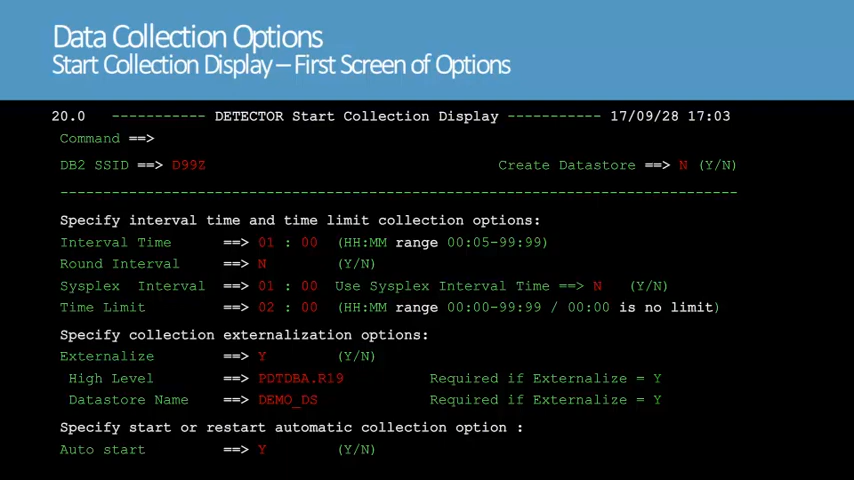 Data Collection Options
Start Collection Display – First Screen of Options
20.0 ----------- DETECTOR Start Collection Display ----------- 17/09/28 17:03
Command ==>
DB2 SSID ==> D99Z Create Datastore ==> N (Y/N)
-------------------------------------------------------------------------------
Specify interval time and time limit collection options:
Interval Time ==> 01 : 00 (HH:MM range 00:05-99:99)
Round Interval ==> N (Y/N)
Sysplex Interval ==> 01 : 00 Use Sysplex Interval Time ==> N (Y/N)
Time Limit ==> 02 : 00 (HH:MM range 00:00-99:99 / 00:00 is no limit)
Specify collection externalization options:
Externalize ==> Y (Y/N)
High Level ==> PDTDBA.R19 Required if Externalize = Y
Datastore Name ==> DEMO_DS Required if Externalize = Y
Specify start or restart automatic collection option :
Auto start ==> Y (Y/N)